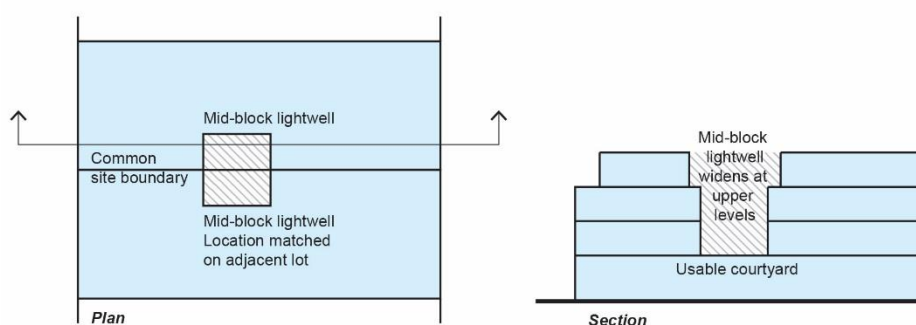 Mid-block lightwell
Common
site boundary
Mid-block lightwell
Location matched
on adjacent lot
Plan
Mid-block
lightwell
widens at
upper
levels
Usable courtyard
Section